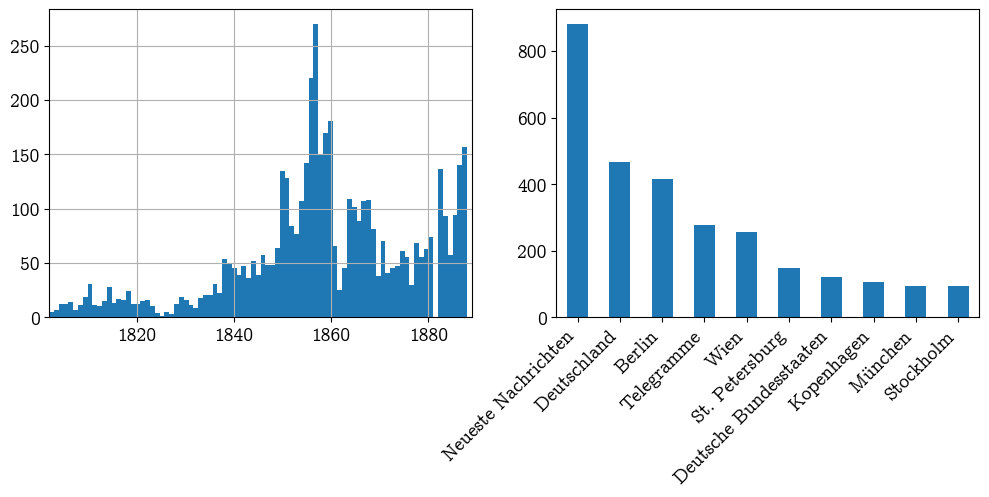 250
200
150
100
50
0
1820 1840 1860 1880
800
600
400
200
0
Neueste Nachrichten
Deutschland
Berlin
Telegramme
Wien
St. Petersburg
Deutsche Bundesstaaten
Kopenhagen
München
Stockholm